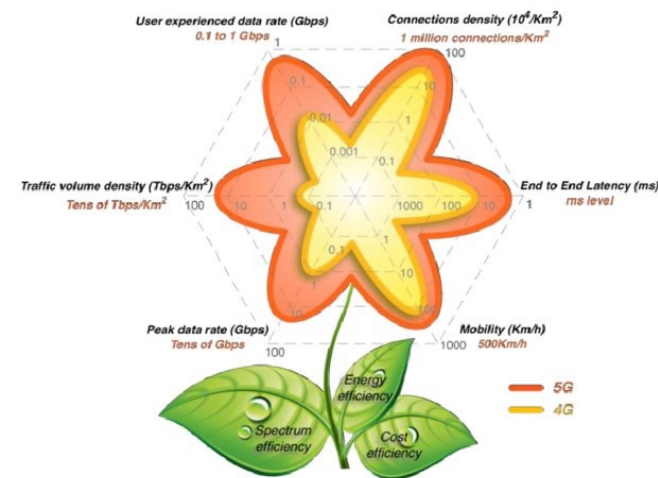 User experienced data rate (Gbps)
0.1 to 1 Gbps
Connections density (10⁴/Km²)
1 million connections/Km²
1
100
0.1
10
0.01
1
0.001
0.1
Traffic volume density (Tbps/Km²)
Tens of Tbps/Km²
100
10
1
1000
100
10
1
End to End Latency (ms)
ms level
0.1
1
1
10
10
100
Peak data rate (Gbps)
Tens of Gbps
100
Mobility (Km/h)
500Km/h
1000
5G
4G
Energy
efficiency
Spectrum
efficiency
Cost
efficiency